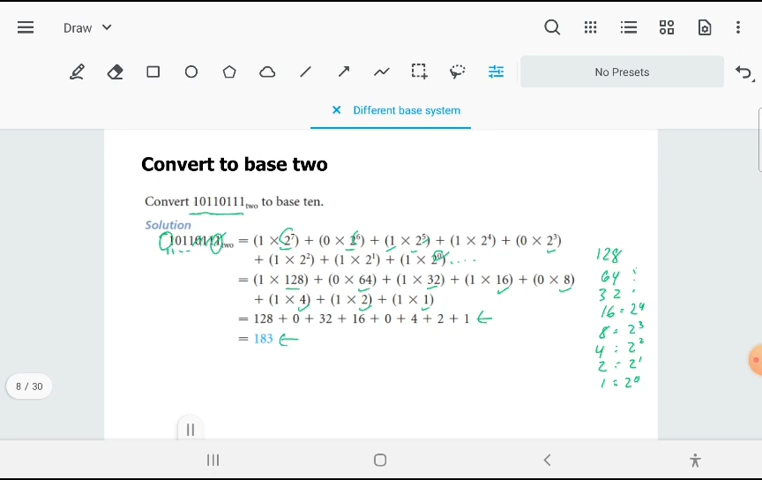 Draw
No Presets
× Different base system
Convert to base two
Convert 10110111two to base ten.
Solution
10110111two = (1 × 2⁷) + (0 × 2⁶) + (1 × 2⁵) + (1 × 2⁴) + (0 × 2³)
+ (1 × 2²) + (1 × 2¹) + (1 × 2⁰)....
= (1 × 128) + (0 × 64) + (1 × 32) + (1 × 16) + (0 × 8)
+ (1 × 4) + (1 × 2) + (1 × 1)
= 128 + 0 + 32 + 16 + 0 + 4 + 2 + 1 ←
= 183 ←
128
64 :
32 :
16 = 2⁴
8 = 2³
4 : 2²
2 = 2¹
1 = 2⁰
8 / 30